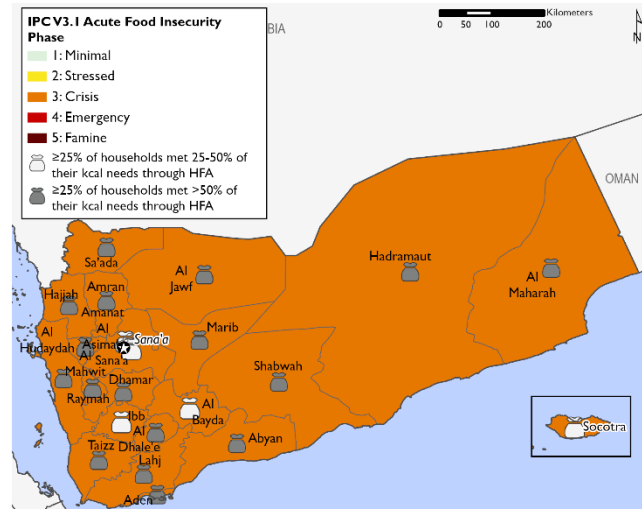 IPC V3.1 Acute Food Insecurity
Phase
1: Minimal
2: Stressed
3: Crisis
4: Emergency
5: Famine
≥25% of households met 25-50% of
their kcal needs through HFA
≥25% of households met >50% of
their kcal needs through HFA
BIA
0 50 100 200
Kilometers
N
OMAN
Sa'ada
Al
Jawf
Hadramaut
Al
Maharah
Hajjah
Amran
Amanat
Al
Asima
Sana'a
Al
Hudaydah
Marib
Sana'a
Al
Mahwit
Raymah
Dhamar
Shabwah
Ibb
Al
Bayda
Al
Dhale'e
Taizz
Lahj
Abyan
Aden
Socotra